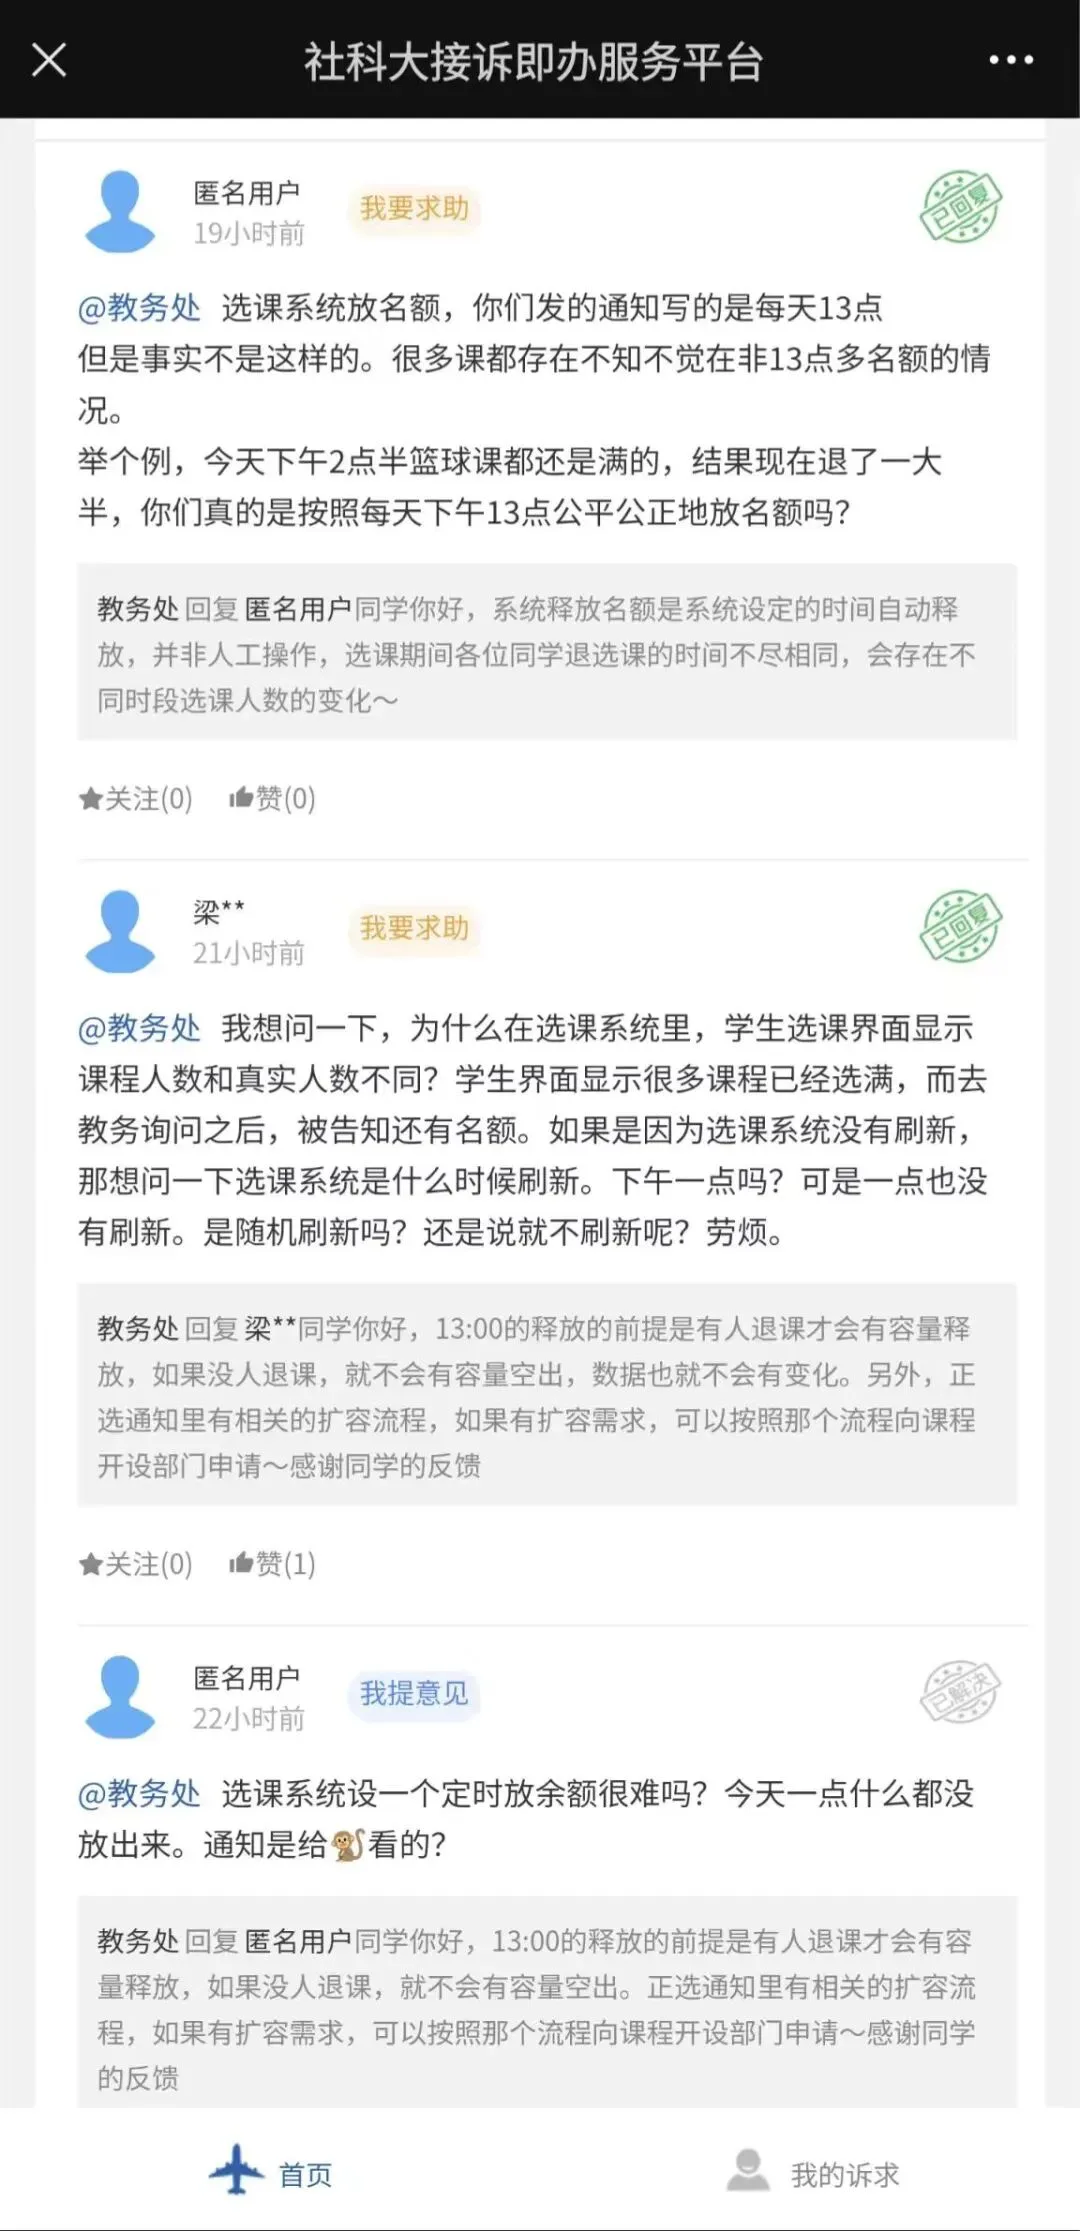 社科大接诉即办服务平台
匿名用户
我要求助
19小时前
已回复
@教务处 选课系统放名额，你们发的通知写的是每天13点
但是事实不是这样的。很多课都存在不知不觉在非13点多名额的情
况。
举个例，今天下午2点半篮球课都还是满的，结果现在退了一大
半，你们真的是按照每天下午13点公平公正地放名额吗？
教务处 回复 匿名用户同学你好，系统释放名额是系统设定的时间自动释
放，并非人工操作，选课期间各位同学退选课的时间不尽相同，会存在不
同时段选课人数的变化～
关注(0) 赞(0)
梁**
我要求助
21小时前
已回复
@教务处 我想问一下，为什么在选课系统里，学生选课界面显示
课程人数和真实人数不同？学生界面显示很多课程已经选满，而去
教务询问之后，被告知还有名额。如果是因为选课系统没有刷新，
那想问一下选课系统是什么时候刷新。下午一点吗？可是一点也没
有刷新。是随机刷新吗？还是说就不刷新呢？劳烦。
教务处 回复 梁**同学你好，13:00的释放的前提是有人退课才会有容量释
放，如果没人退课，就不会有容量空出，数据也就不会有变化。另外，正
选通知里有相关的扩容流程，如果有扩容需求，可以按照那个流程向课程
开设部门申请～感谢同学的反馈
关注(0) 赞(1)
匿名用户
我提意见
22小时前
已解决
@教务处 选课系统设一个定时放余额很难吗？今天一点什么都没
放出来。通知是给🐒看的？
教务处 回复 匿名用户同学你好，13:00的释放的前提是有人退课才会有容
量释放，如果没人退课，就不会有容量空出。正选通知里有相关的扩容流
程，如果有扩容需求，可以按照那个流程向课程开设部门申请～感谢同学
的反馈
首页 我的诉求